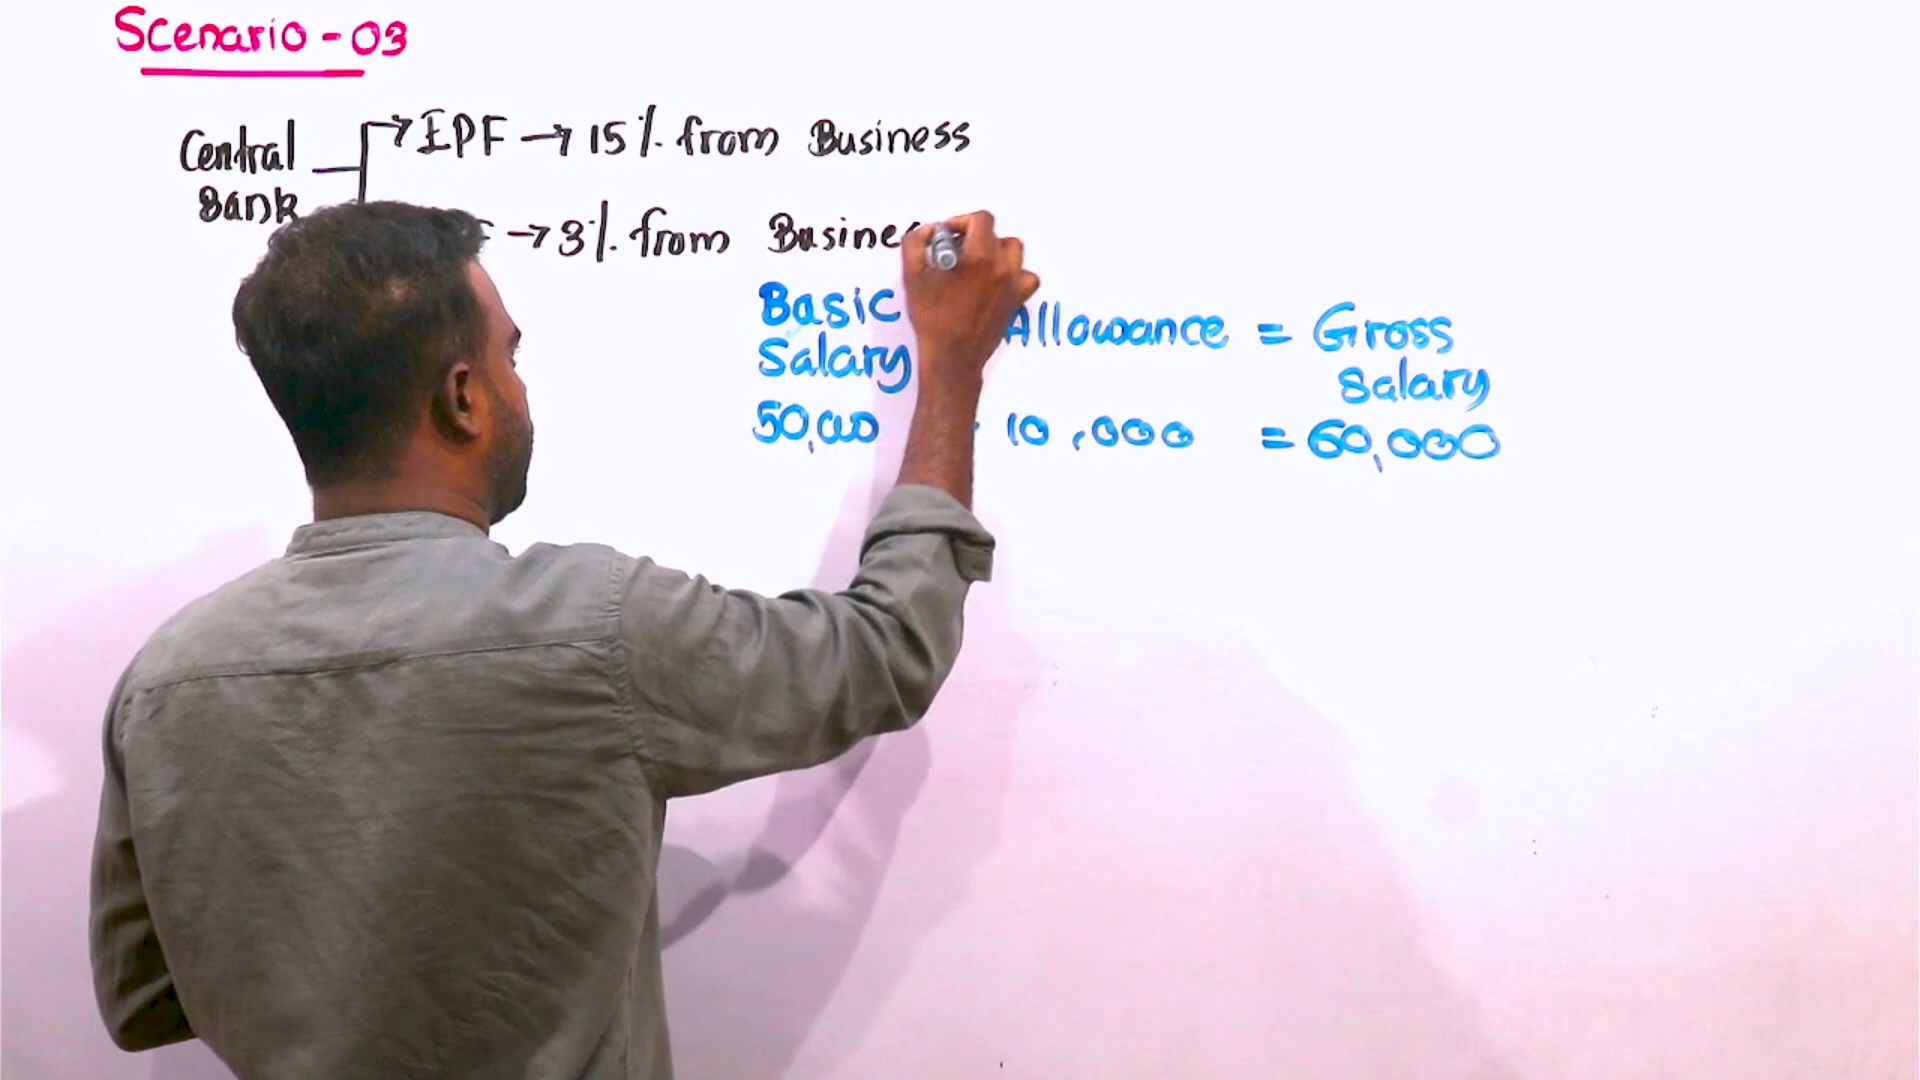 Scenario - 03
Central → EPF → 15% from Business
Bank
→ 3% from Busines
Basic Allowance = Gross
Salary Salary
50,000 10,000 = 60,000